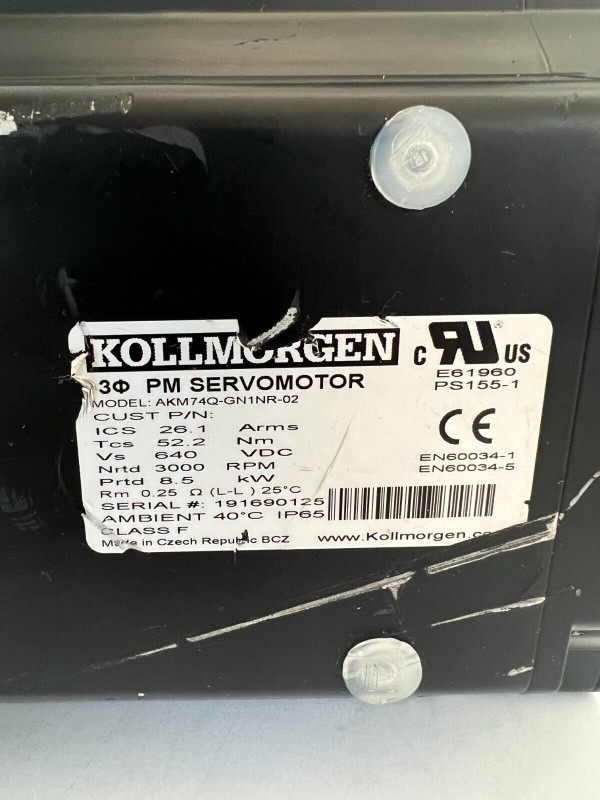 KOLLMORGEN
3Φ PM SERVOMOTOR
MODEL: AKM74Q-GN1NR-02
CUST P/N:
ICS 26.1 Arms
Tcs 52.2 Nm
Vs 640 VDC
Nrtd 3000 RPM
Prtd 8.5 kW
Rm 0.25 Ω (L-L) 25°C
SERIAL #: 191690125
AMBIENT 40°C IP65
CLASS F
Made in Czech Republic BCZ
c RU US ®
E61960
PS155-1
CE
EN60034-1
EN60034-5
www.Kollmorgen.c